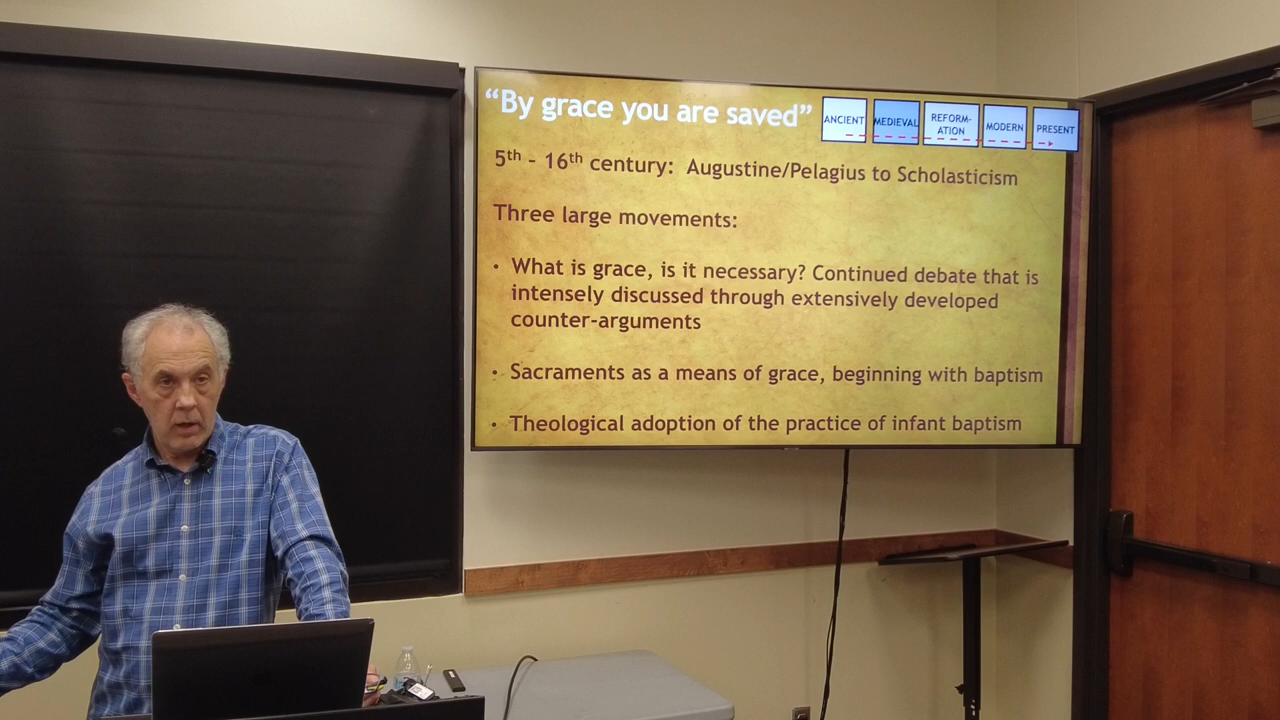 “By grace you are saved”
ANCIENT
MEDIEVAL
REFORM-
ATION
MODERN
PRESENT
5th – 16th century: Augustine/Pelagius to Scholasticism
Three large movements:
• What is grace, is it necessary? Continued debate that is
intensely discussed through extensively developed
counter-arguments
• Sacraments as a means of grace, beginning with baptism
• Theological adoption of the practice of infant baptism